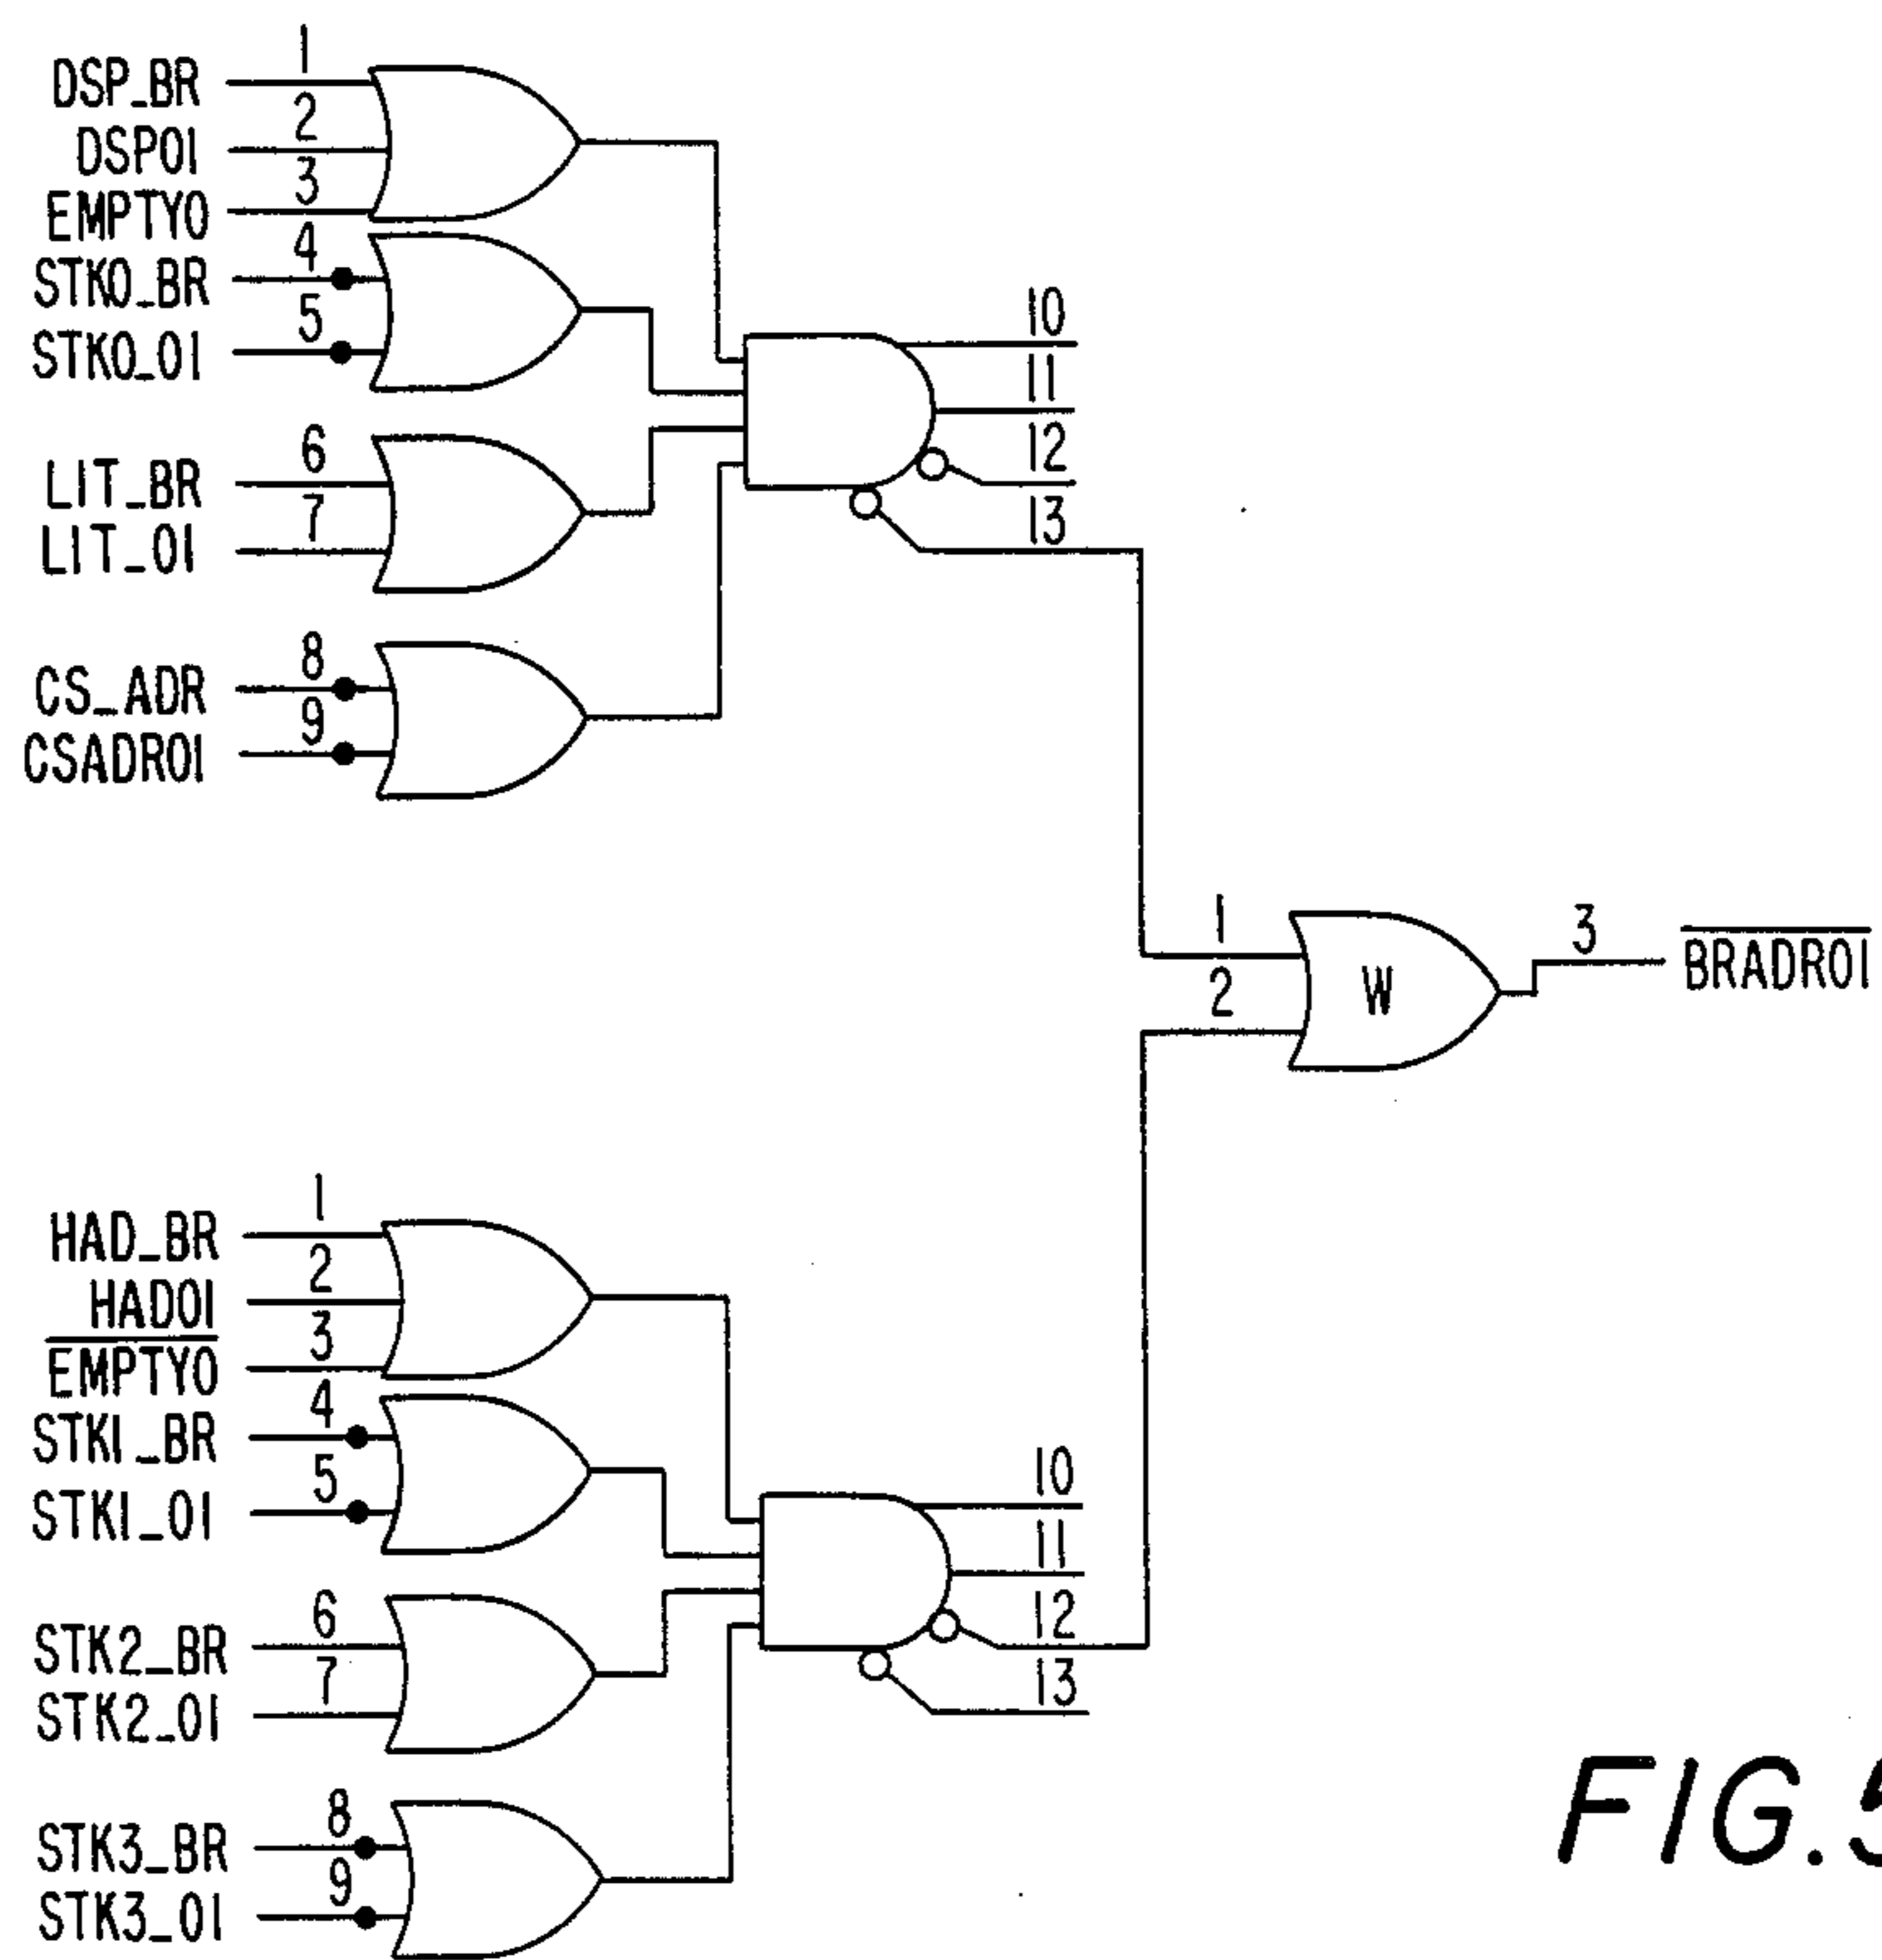 1
DSP_BR
2
DSP01
3
EMPTY0
4
STK0_BR
5
STK0_01
6
LIT_BR
7
LIT_01
8
CS_ADR
9
CSADR01
10
11
12
13
1
2
W
3
BRADR01
1
HAD_BR
2
HAD01
3
EMPTY0
4
STK1_BR
5
STK1_01
6
STK2_BR
7
STK2_01
8
STK3_BR
9
STK3_01
10
11
12
13
FIG.5